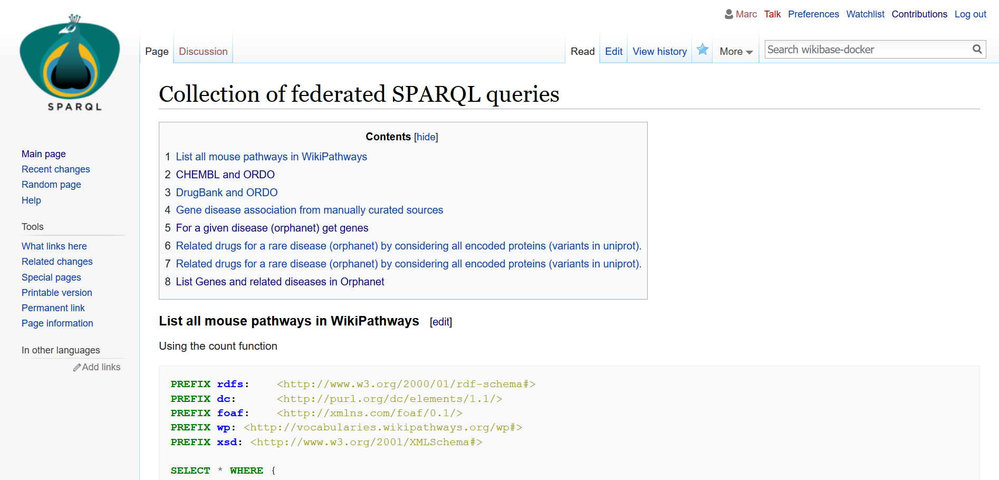 Marc Talk Preferences Watchlist Contributions Log out
SPARQL
Page Discussion Read Edit View history More Search wikibase-docker
Collection of federated SPARQL queries
Contents [hide]
1 List all mouse pathways in WikiPathways
2 CHEMBL and ORDO
3 DrugBank and ORDO
4 Gene disease association from manually curated sources
5 For a given disease (orphanet) get genes
6 Related drugs for a rare disease (orphanet) by considering all encoded proteins (variants in uniprot).
7 Related drugs for a rare disease (orphanet) by considering all encoded proteins (variants in uniprot).
8 List Genes and related diseases in Orphanet
Main page
Recent changes
Random page
Help
Tools
What links here
Related changes
Special pages
Printable version
Permanent link
Page information
In other languages
Add links
List all mouse pathways in WikiPathways [edit]
Using the count function
PREFIX rdfs: <http://www.w3.org/2000/01/rdf-schema#>
PREFIX dc: <http://purl.org/dc/elements/1.1/>
PREFIX foaf: <http://xmlns.com/foaf/0.1/>
PREFIX wp: <http://vocabularies.wikipathways.org/wp#>
PREFIX xsd: <http://www.w3.org/2001/XMLSchema#>
SELECT * WHERE {